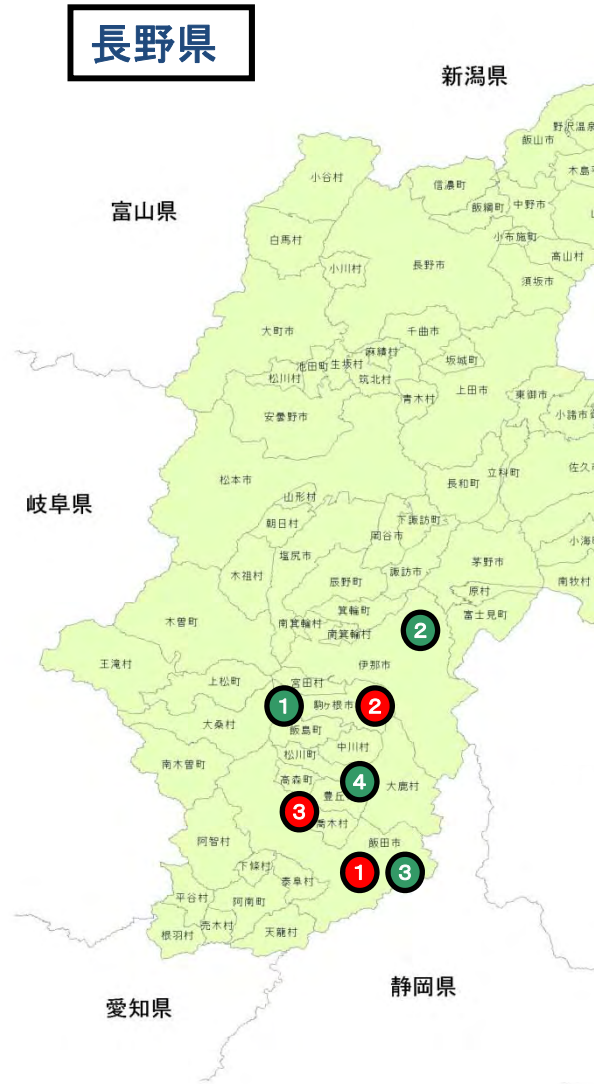 長野県
新潟県
野沢温泉
飯山市
木島平
小谷村
信濃町
飯綱町
中野市
富山県
白馬村
小布施町
高山村
小川村
長野市
須坂市
大町市
千曲市
麻績村
坂城町
池田町
生坂村
松川村
筑北村
青木村
上田市
東御市
小諸市
安曇野市
松本市
長和町
立科町
佐久
山形村
岐阜県
朝日村
岡谷市
下諏訪町
塩尻市
小海
茅野市
木祖村
辰野町
諏訪市
原村
南牧村
箕輪町
富士見町
木曽町
南箕輪村
南箕輪村
2
王滝村
伊那市
上松町
宮田村
1
駒ヶ根市
2
大桑村
飯島町
中川村
松川町
南木曽町
高森町
4
大鹿村
豊丘
3
喬木村
阿智村
飯田市
下條村
泰阜村
1
3
平谷村
阿南町
売木村
根羽村
天龍村
静岡県
愛知県